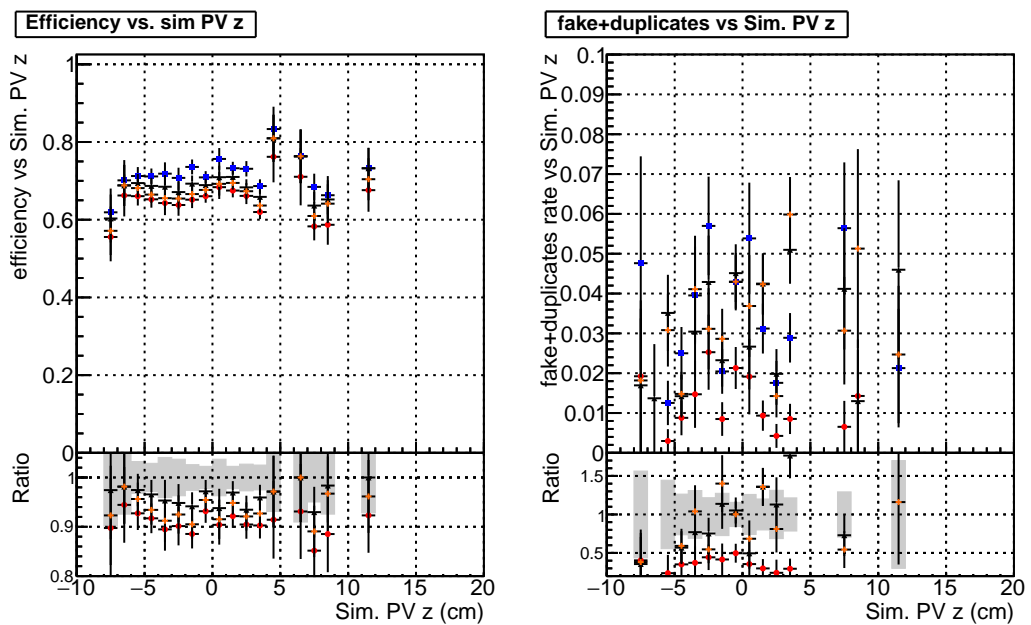 Efficiency vs. sim PV z
efficiency vs Sim. PV z
1
0.8
0.6
0.4
0.2
0
Ratio
1
0.9
0.8
−10 −5 0 5 10 15 20
Sim. PV z (cm)
fake+duplicates vs Sim. PV z
fake+duplicates rate vs Sim. PV z
0.1
0.09
0.08
0.07
0.06
0.05
0.04
0.03
0.02
0.01
0
Ratio
1.5
1
0.5
−10 −5 0 5 10 15 20
Sim. PV z (cm)